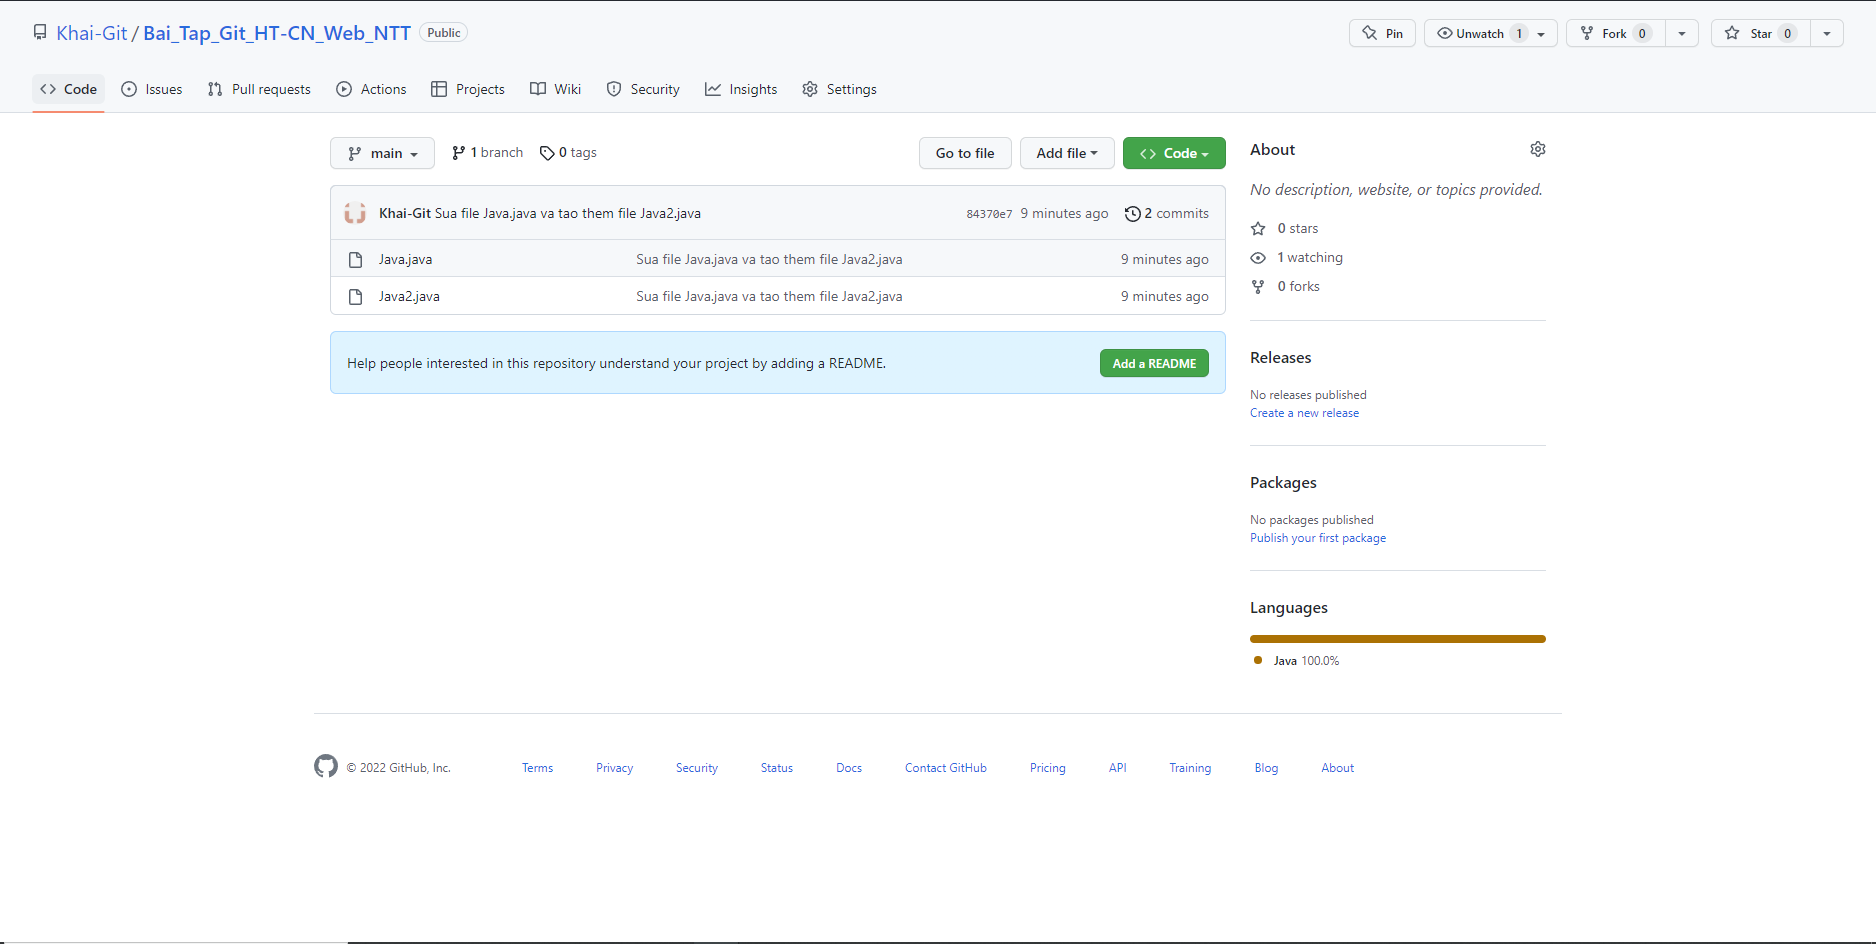 Khai-Git / Bai_Tap_Git_HT-CN_Web_NTT Public
Pin Unwatch 1 Fork 0 Star 0
Code Issues Pull requests Actions Projects Wiki Security Insights Settings
main 1 branch 0 tags Go to file Add file Code
Khai-Git Sua file Java.java va tao them file Java2.java 84370e7 9 minutes ago 2 commits
Java.java Sua file Java.java va tao them file Java2.java 9 minutes ago
Java2.java Sua file Java.java va tao them file Java2.java 9 minutes ago
Help people interested in this repository understand your project by adding a README. Add a README
About
No description, website, or topics provided.
0 stars
1 watching
0 forks
Releases
No releases published
Create a new release
Packages
No packages published
Publish your first package
Languages
Java 100.0%
© 2022 GitHub, Inc. Terms Privacy Security Status Docs Contact GitHub Pricing API Training Blog About